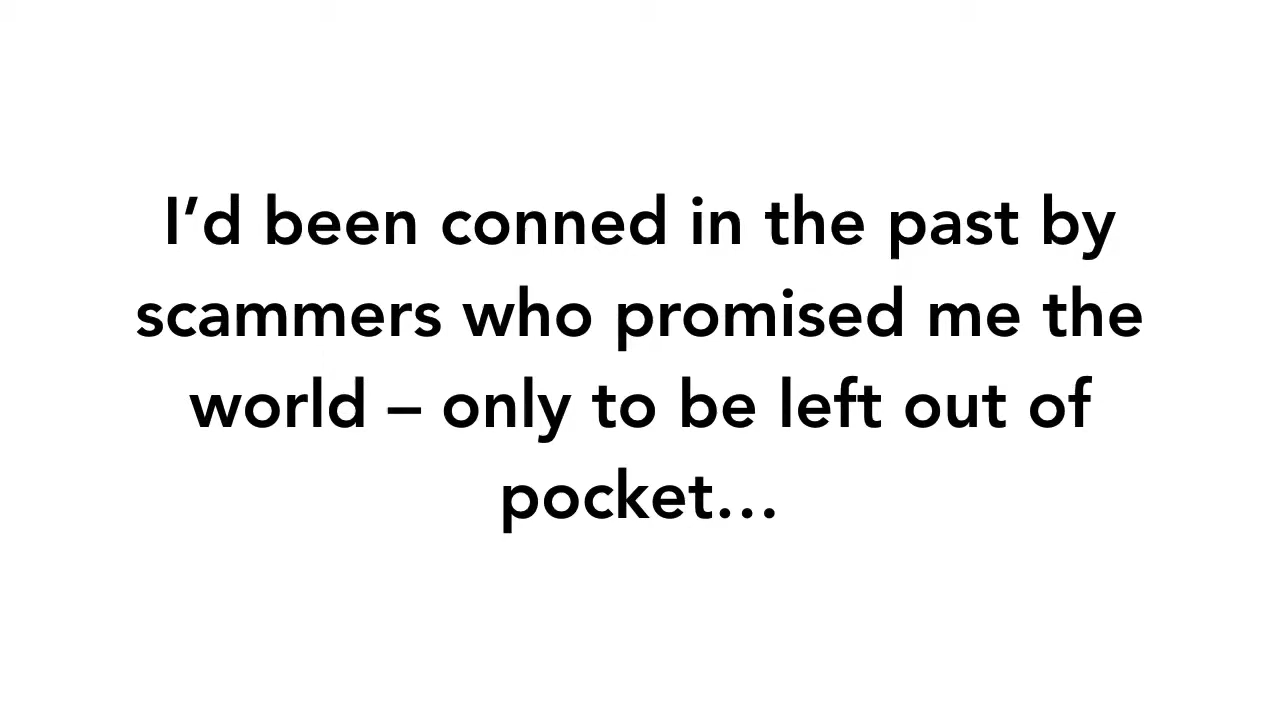 I’d been conned in the past by
scammers who promised me the
world – only to be left out of
pocket…